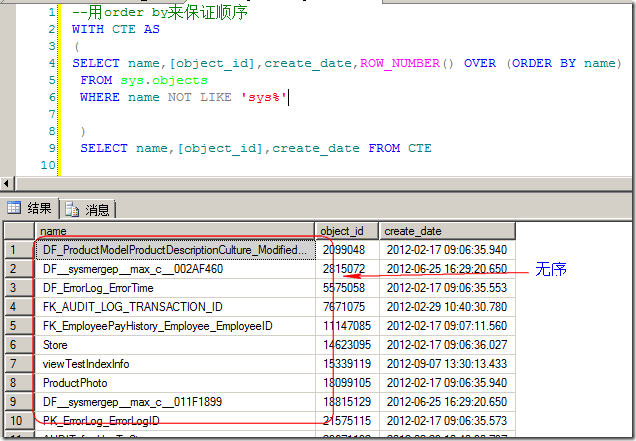 1 --用order by来保证顺序
2 WITH CTE AS
3 (
4 SELECT name,[object_id],create_date,ROW_NUMBER() OVER (ORDER BY name)
5 FROM sys.objects
6 WHERE name NOT LIKE 'sys%'
7
8 )
9 SELECT name,[object_id],create_date FROM CTE
10
结果 消息
name object_id create_date
1 DF_ProductModelProductDescriptionCulture_Modified... 2099048 2012-02-17 09:06:35.940
2 DF__sysmergep__max_c__002AF460 2815072 2012-06-25 16:29:20.650
3 DF_ErrorLog_ErrorTime 5575058 2012-02-17 09:06:35.553
4 FK_AUDIT_LOG_TRANSACTION_ID 7671075 2012-02-29 10:40:30.780
5 FK_EmployeePayHistory_Employee_EmployeeID 11147085 2012-02-17 09:07:11.560
6 Store 14623095 2012-02-17 09:06:36.027
7 viewTestIndexInfo 15339119 2012-09-07 13:30:13.433
8 ProductPhoto 18099105 2012-02-17 09:06:35.940
9 DF__sysmergep__max_c__011F1899 18815129 2012-06-25 16:29:20.650
10 PK_ErrorLog_ErrorLogID 21575115 2012-02-17 09:06:35.573
无序